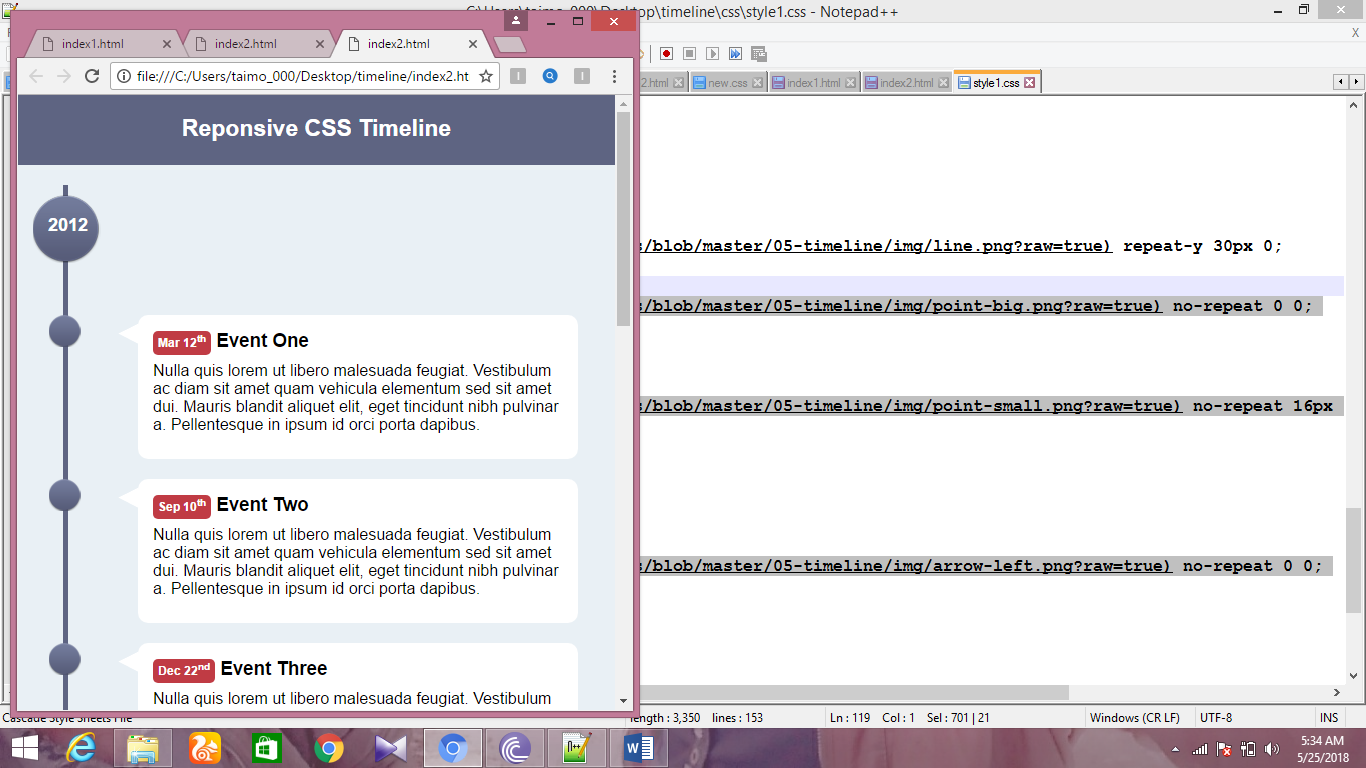 C:\Users\taimo_000\Desktop\timeline\css\style1.css - Notepad++
index1.html
index2.html
index2.html
file:///C:/Users/taimo_000/Desktop/timeline/index2.ht
2.html
new.css
index1.html
index2.html
style1.css
Reponsive CSS Timeline
2012
Mar 12th Event One
Nulla quis lorem ut libero malesuada feugiat. Vestibulum
ac diam sit amet quam vehicula elementum sed sit amet
dui. Mauris blandit aliquet elit, eget tincidunt nibh pulvinar
a. Pellentesque in ipsum id orci porta dapibus.
Sep 10th Event Two
Nulla quis lorem ut libero malesuada feugiat. Vestibulum
ac diam sit amet quam vehicula elementum sed sit amet
dui. Mauris blandit aliquet elit, eget tincidunt nibh pulvinar
a. Pellentesque in ipsum id orci porta dapibus.
Dec 22nd Event Three
Nulla quis lorem ut libero malesuada feugiat. Vestibulum
s/blob/master/05-timeline/img/line.png?raw=true) repeat-y 30px 0;
s/blob/master/05-timeline/img/point-big.png?raw=true) no-repeat 0 0;
s/blob/master/05-timeline/img/point-small.png?raw=true) no-repeat 16px
s/blob/master/05-timeline/img/arrow-left.png?raw=true) no-repeat 0 0;
Cascade Style Sheets File
length : 3,350 lines : 153
Ln : 119 Col : 1 Sel : 701 | 21
Windows (CR LF)
UTF-8
INS
5:34 AM
5/25/2018